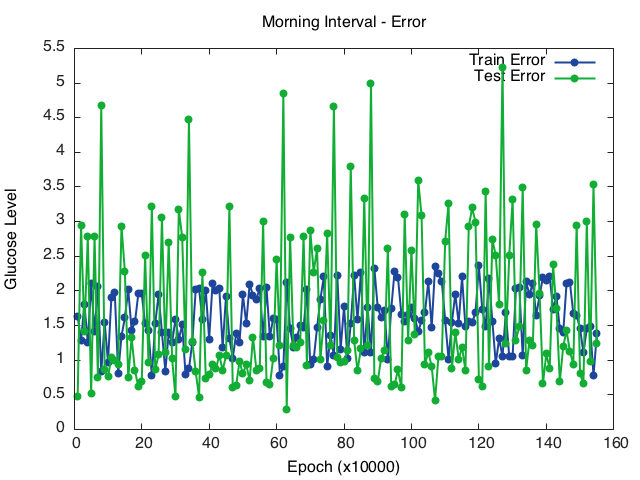 Morning Interval - Error
Train Error
Test Error
Glucose Level
5.5
5
4.5
4
3.5
3
2.5
2
1.5
1
0.5
0
0 20 40 60 80 100 120 140 160
Epoch (x10000)